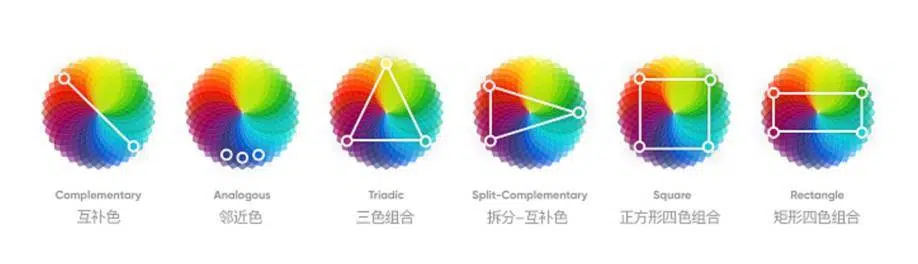 Complementary
互补色
Analogous
邻近色
Triadic
三色组合
Split-Complementary
拆分-互补色
Square
正方形四色组合
Rectangle
矩形四色组合